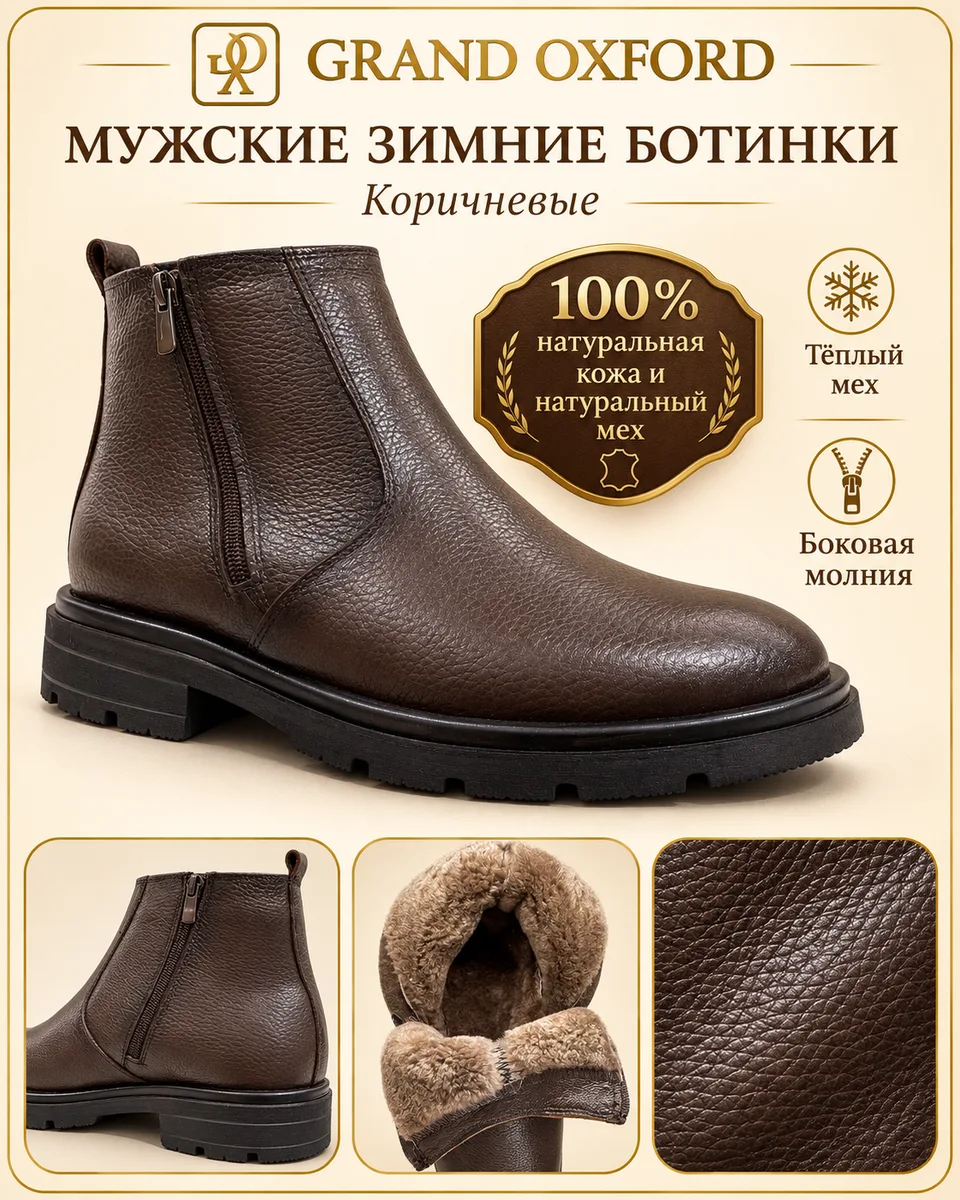 GRAND OXFORD
МУЖСКИЕ ЗИМНИЕ БОТИНКИ
Коричневые
100%
натуральная
кожа и
натуральный
мех
Тёплый
мех
Боковая
молния